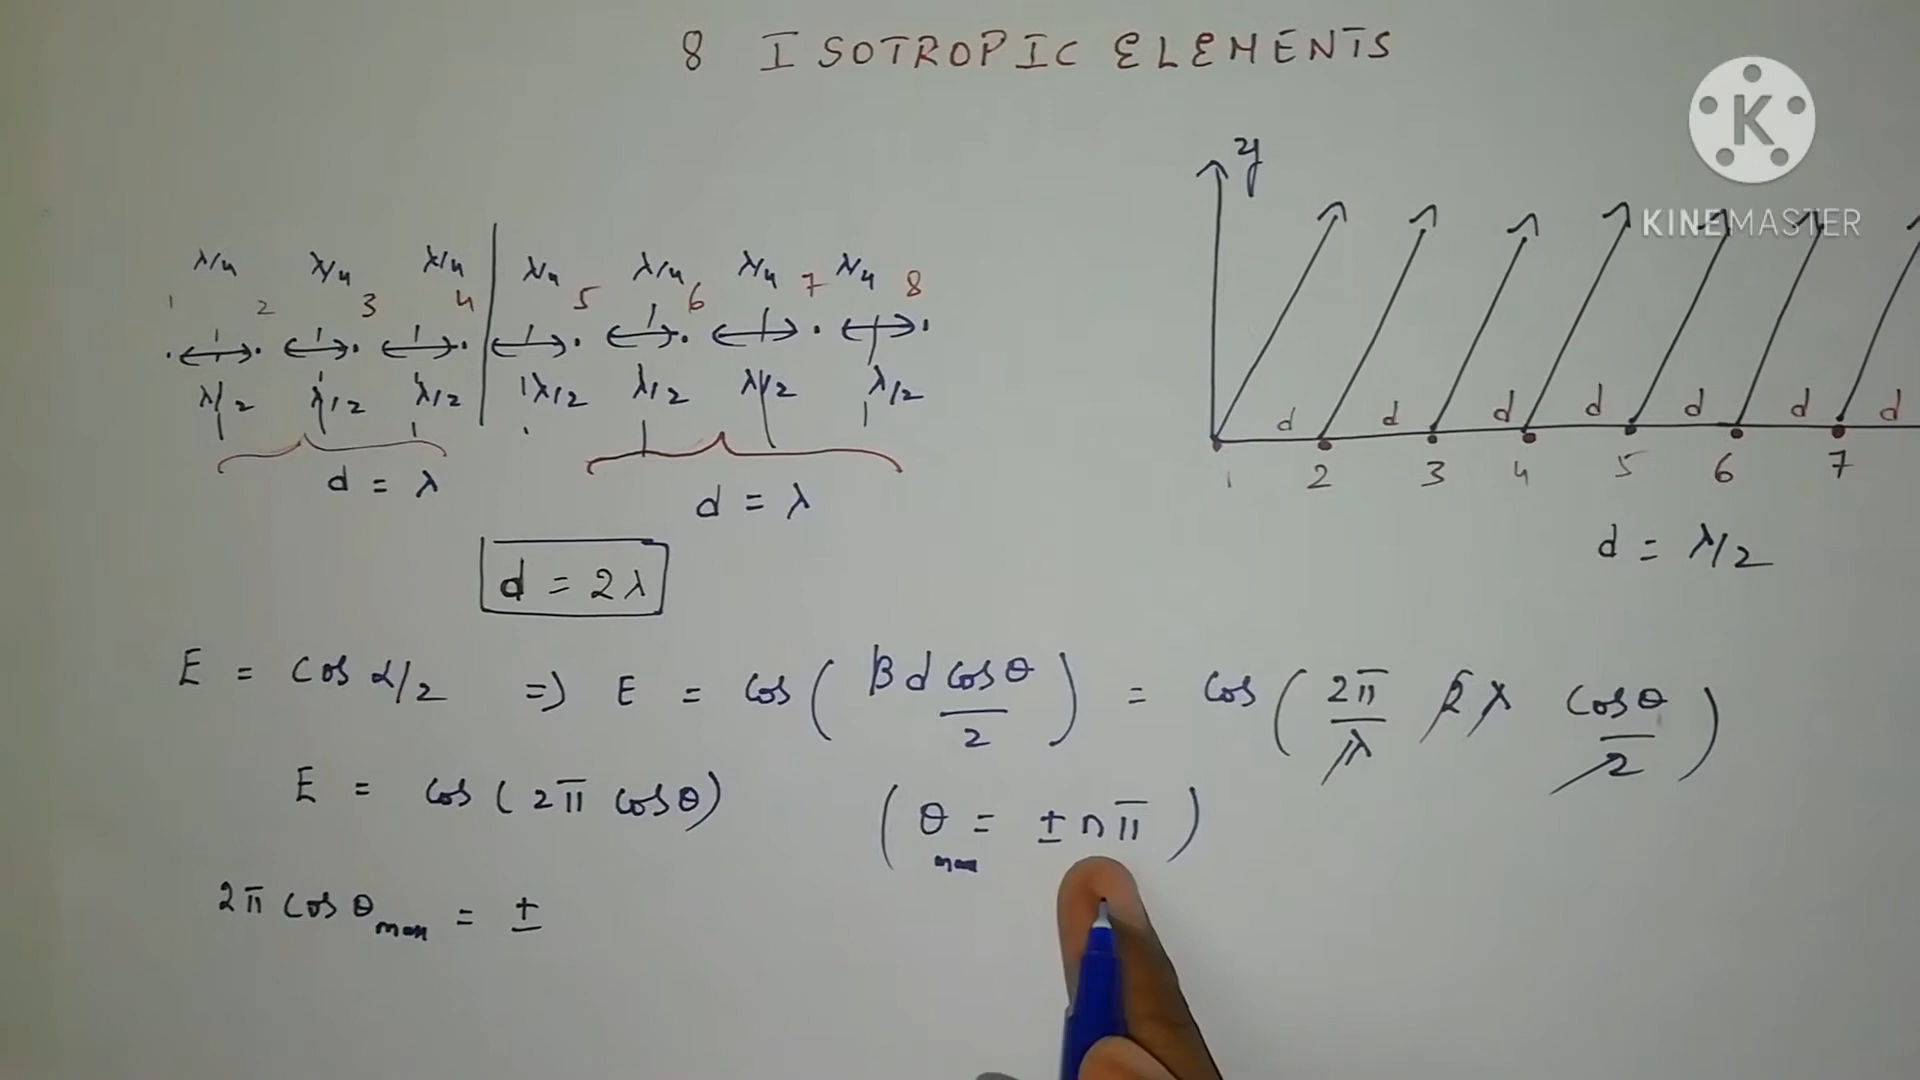 8 ISOTROPIC ELEMENTS
K
KINEMASTER
y
λ/4 λ/4 λ/4 λ/4 λ/4 λ/4 λ/4
1 2 3 4 5 6 7 8
λ/2 λ/2 λ/2 λ/2 λ/2 λ/2 λ/2
d = λ
d = λ
d = 2λ
d d d d d d d
1 2 3 4 5 6 7
d = λ/2
E = Cos α/2 => E = cos ( βd cosθ / 2 ) = cos ( 2π / λ 2λ cosθ / 2 )
E = cos ( 2π cosθ )
( θmax = ± nπ )
2π cos θmax = ±